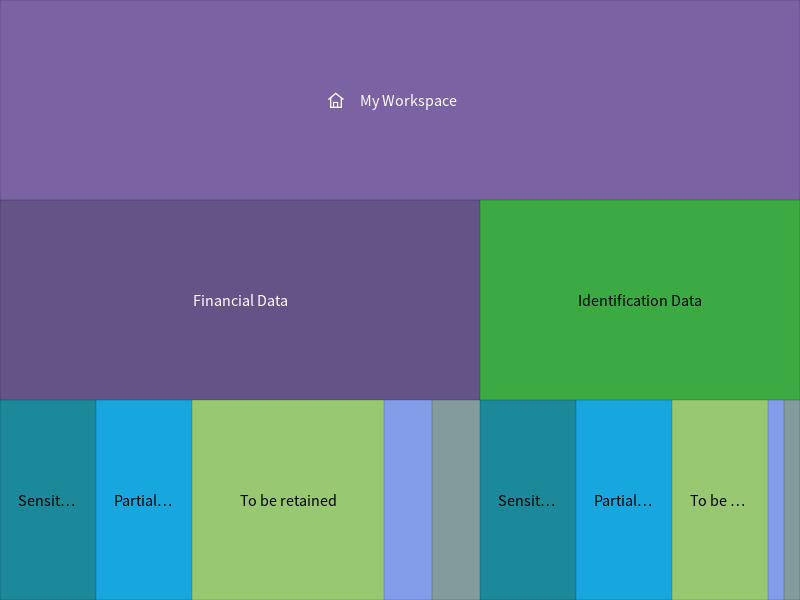 My Workspace
Financial Data
Identification Data
Sensit…
Partial…
To be retained
Sensit…
Partial…
To be …